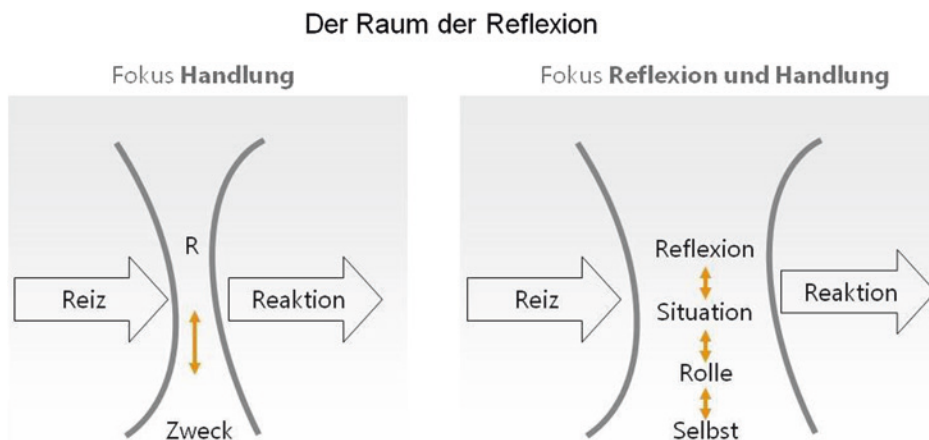 Der Raum der Reflexion
Fokus Handlung
R
Reiz
Reaktion
Zweck
Fokus Reflexion und Handlung
Reflexion
Reiz
Situation
Reaktion
Rolle
Selbst